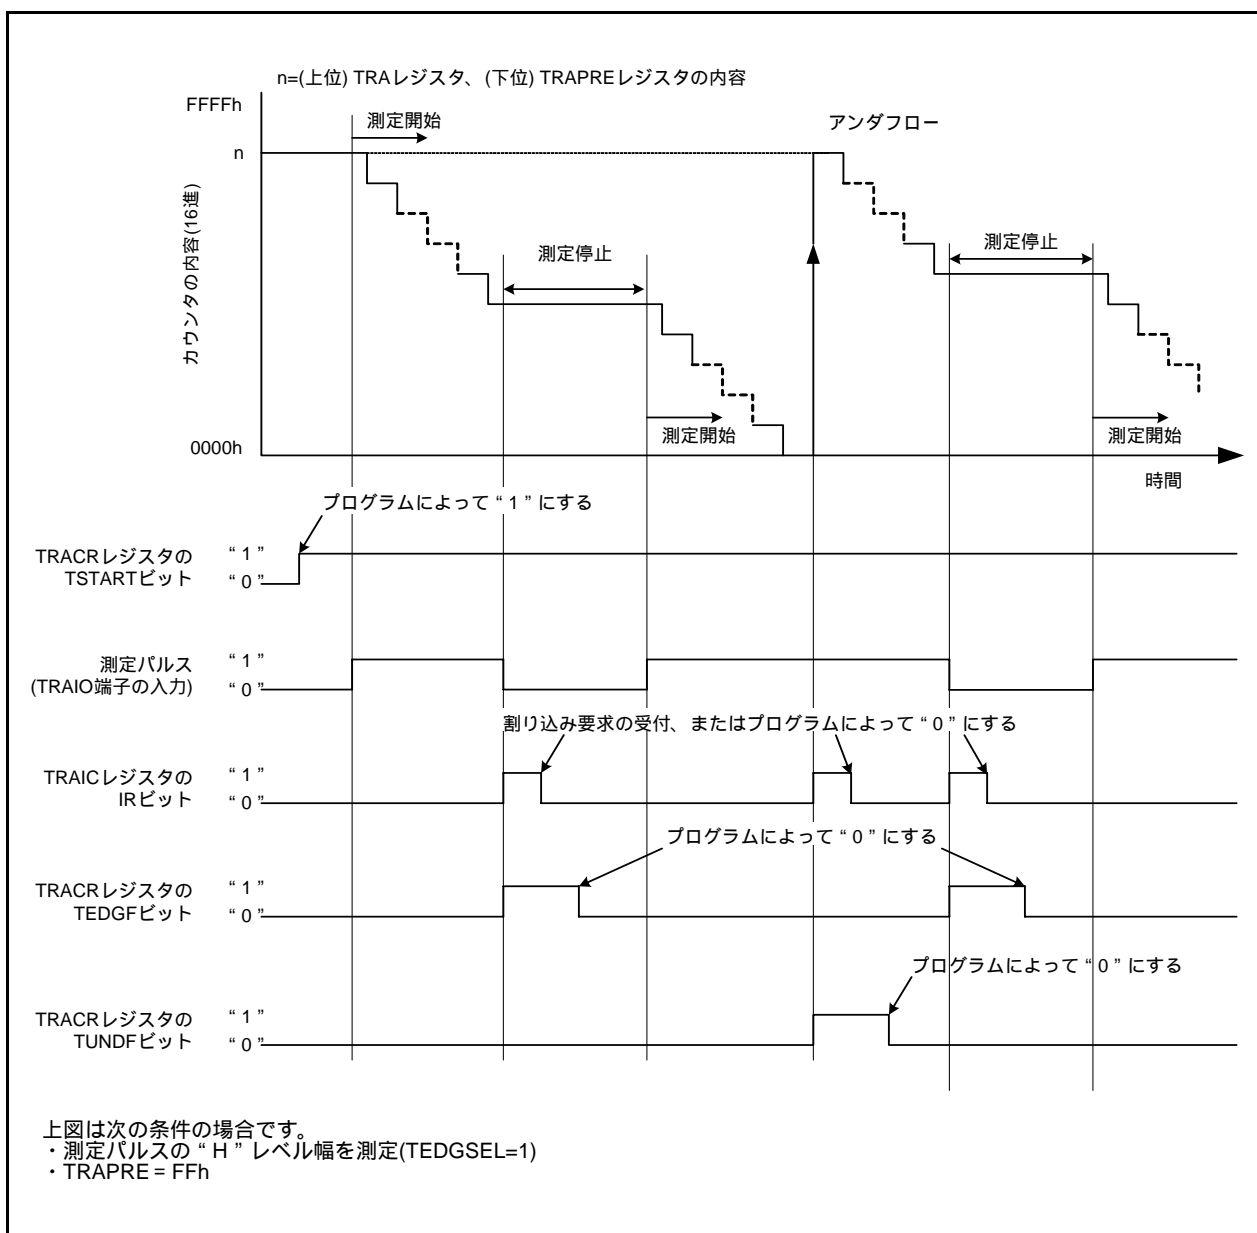 n=(上位) TRAレジスタ、(下位) TRAPREレジスタの内容
FFFFh
測定開始
アンダフロー
n
カウンタの内容(16進)
測定停止
測定停止
測定開始
測定開始
0000h
時間
プログラムによって“1”にする
TRACRレジスタの
TSTARTビット
“1”
“0”
測定パルス
(TRAIO端子の入力)
“1”
“0”
割り込み要求の受付、またはプログラムによって“0”にする
TRAICレジスタの
IRビット
“1”
“0”
プログラムによって“0”にする
TRACRレジスタの
TEDGFビット
“1”
“0”
プログラムによって“0”にする
TRACRレジスタの
TUNDFビット
“1”
“0”
上図は次の条件の場合です。
・測定パルスの“H”レベル幅を測定(TEDGSEL=1)
・TRAPRE = FFh